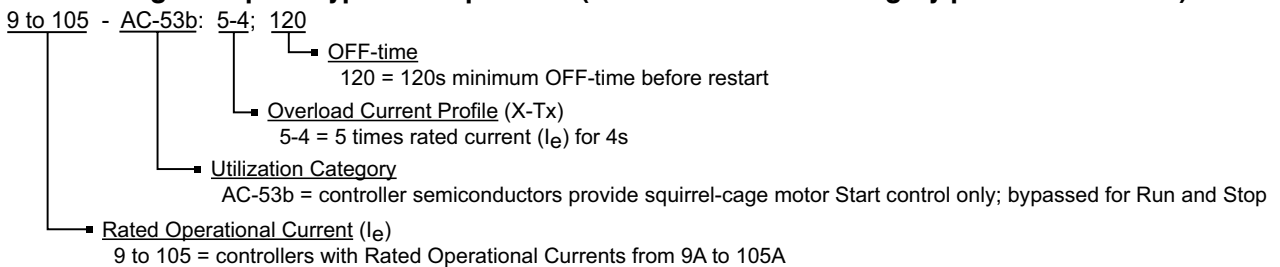 9 to 105 - AC-53b: 5-4; 120
OFF-time
120 = 120s minimum OFF-time before restart
Overload Current Profile (X-Tx)
5-4 = 5 times rated current (Ie) for 4s
Utilization Category
AC-53b = controller semiconductors provide squirrel-cage motor Start control only; bypassed for Run and Stop
Rated Operational Current (Ie)
9 to 105 = controllers with Rated Operational Currents from 9A to 105A